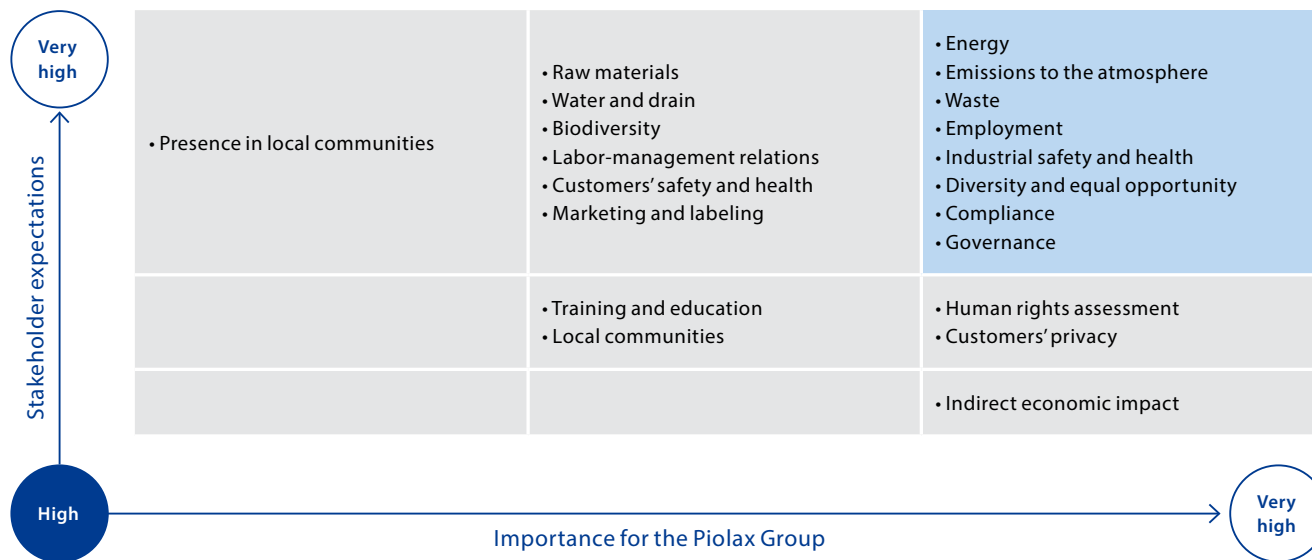 Very
high
Stakeholder expectations
High
• Presence in local communities
• Raw materials
• Water and drain
• Biodiversity
• Labor-management relations
• Customers' safety and health
• Marketing and labeling
• Energy
• Emissions to the atmosphere
• Waste
• Employment
• Industrial safety and health
• Diversity and equal opportunity
• Compliance
• Governance
• Training and education
• Local communities
• Human rights assessment
• Customers' privacy
• Indirect economic impact
Importance for the Piolax Group
Very
high